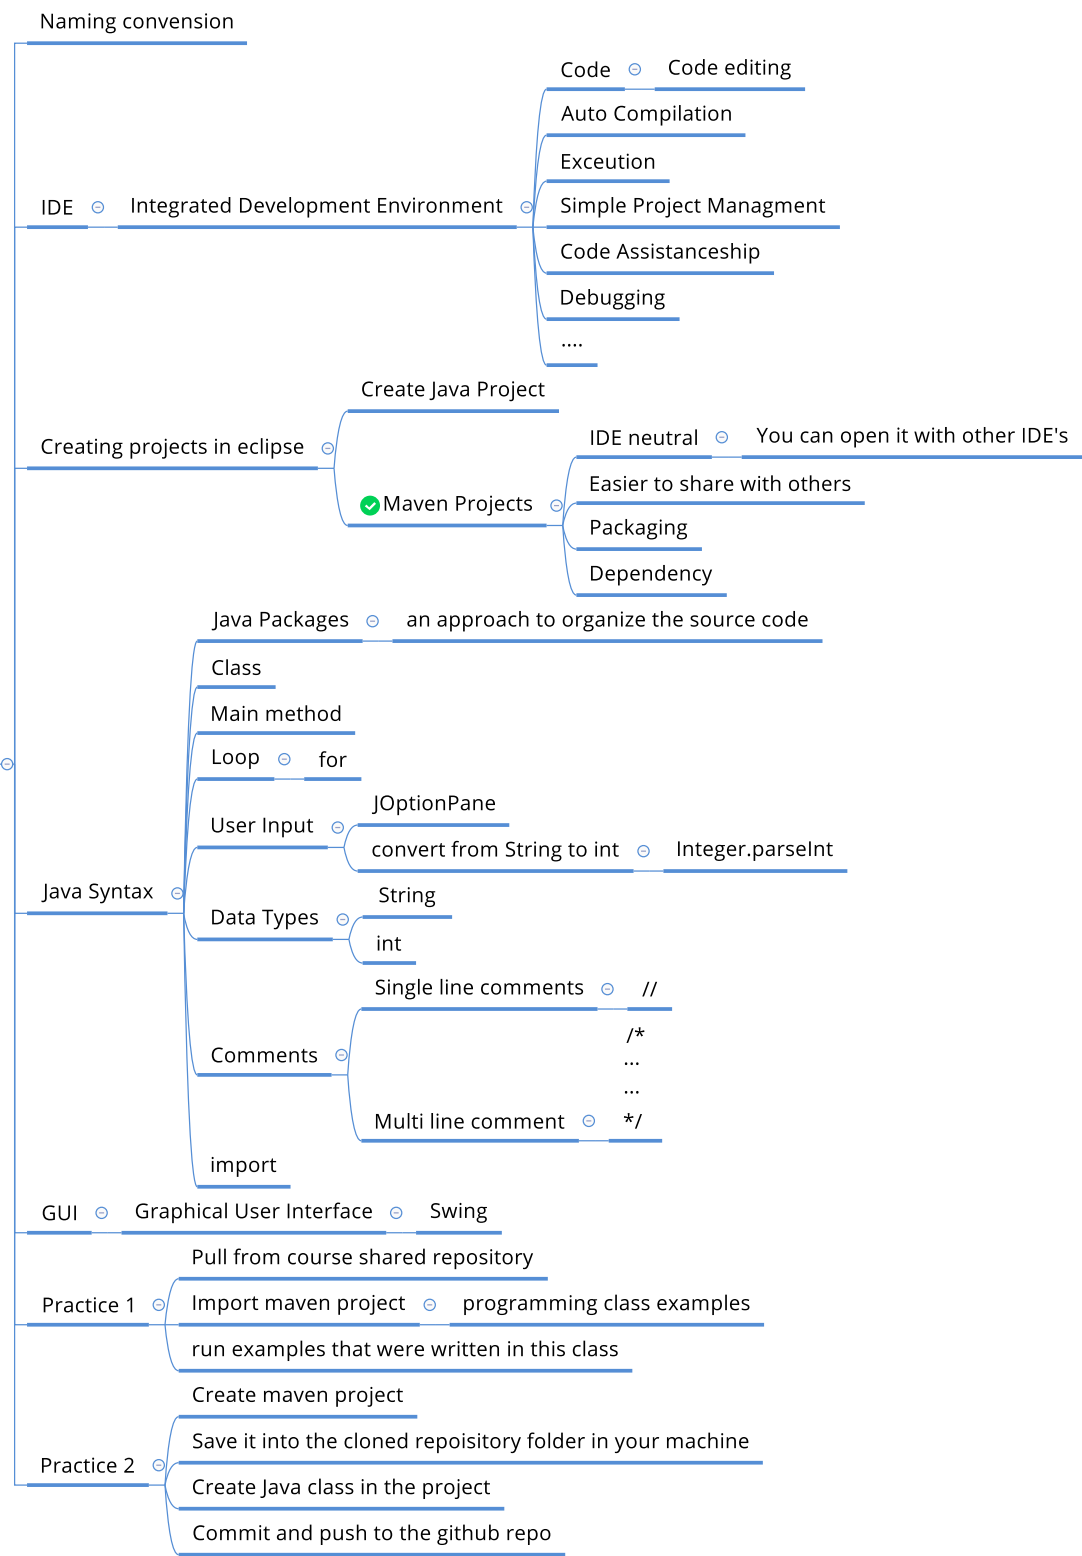 Naming convension
IDE
Integrated Development Environment
Code
Code editing
Auto Compilation
Exceution
Simple Project Managment
Code Assistanceship
Debugging
....
Creating projects in eclipse
Create Java Project
Maven Projects
IDE neutral
You can open it with other IDE's
Easier to share with others
Packaging
Dependency
Java Syntax
Java Packages
an approach to organize the source code
Class
Main method
Loop
for
User Input
JOptionPane
convert from String to int
Integer.parseInt
Data Types
String
int
Comments
Single line comments
//
Multi line comment
/*
...
...
*/
import
GUI
Graphical User Interface
Swing
Practice 1
Pull from course shared repository
Import maven project
programming class examples
run examples that were written in this class
Practice 2
Create maven project
Save it into the cloned repoisitory folder in your machine
Create Java class in the project
Commit and push to the github repo